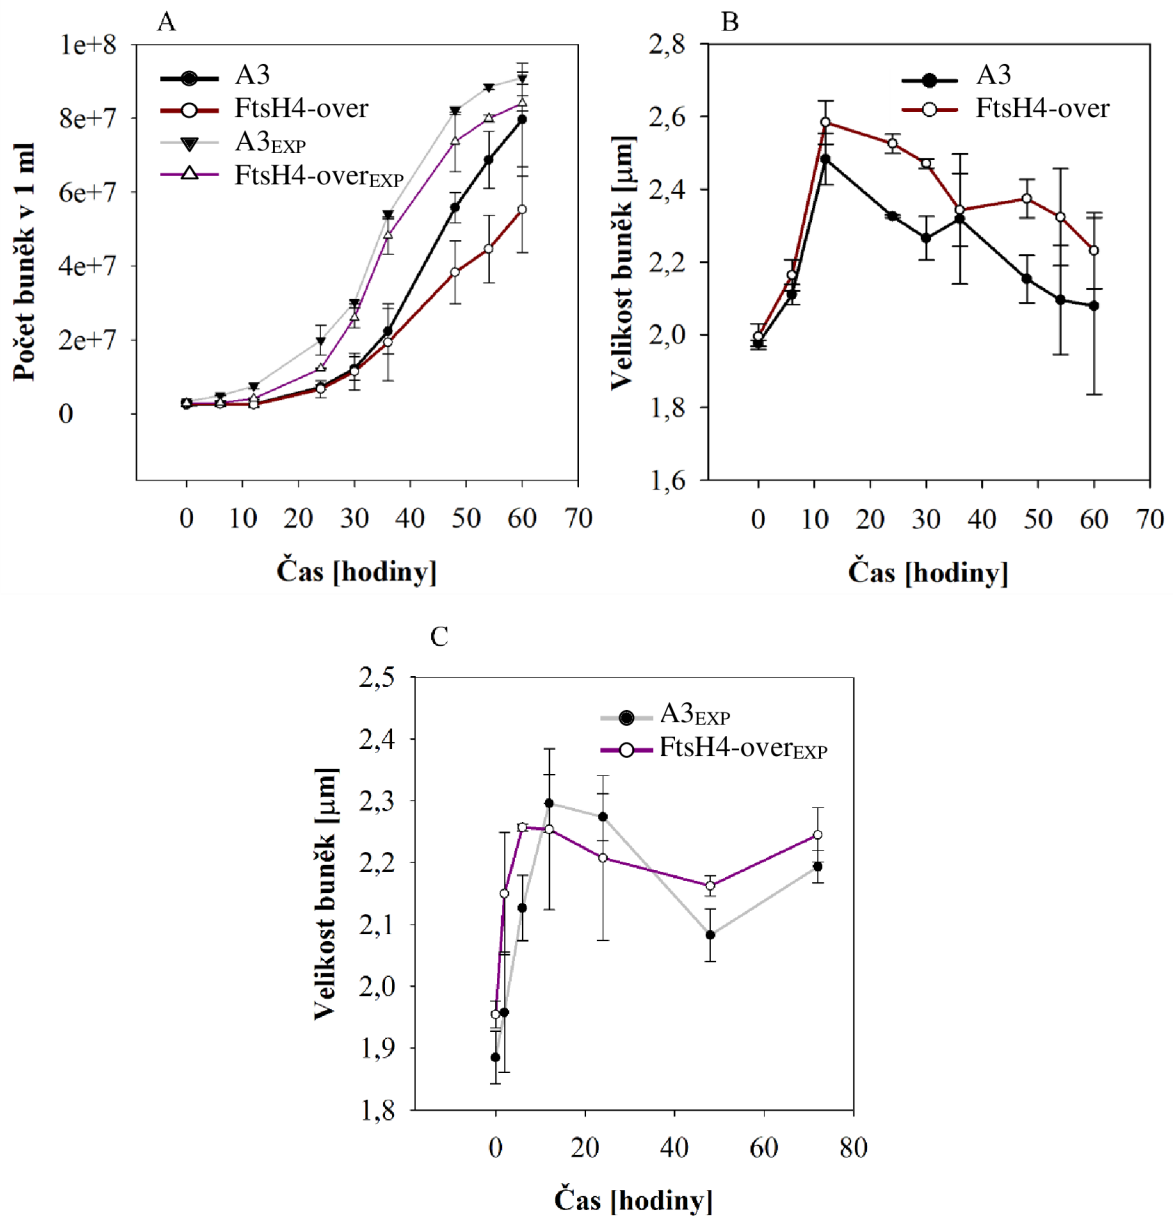 A
1e+8
8e+7
6e+7
4e+7
2e+7
0
Počet buněk v 1 ml
A3
FtsH4-over
A3EXP
FtsH4-overEXP
0 10 20 30 40 50 60 70
Čas [hodiny]
B
2,8
2,6
2,4
2,2
2,0
1,8
1,6
Velikost buněk [µm]
A3
FtsH4-over
0 10 20 30 40 50 60 70
Čas [hodiny]
C
2,5
2,4
2,3
2,2
2,1
2,0
1,9
1,8
Velikost buněk [µm]
A3EXP
FtsH4-overEXP
0 20 40 60 80
Čas [hodiny]